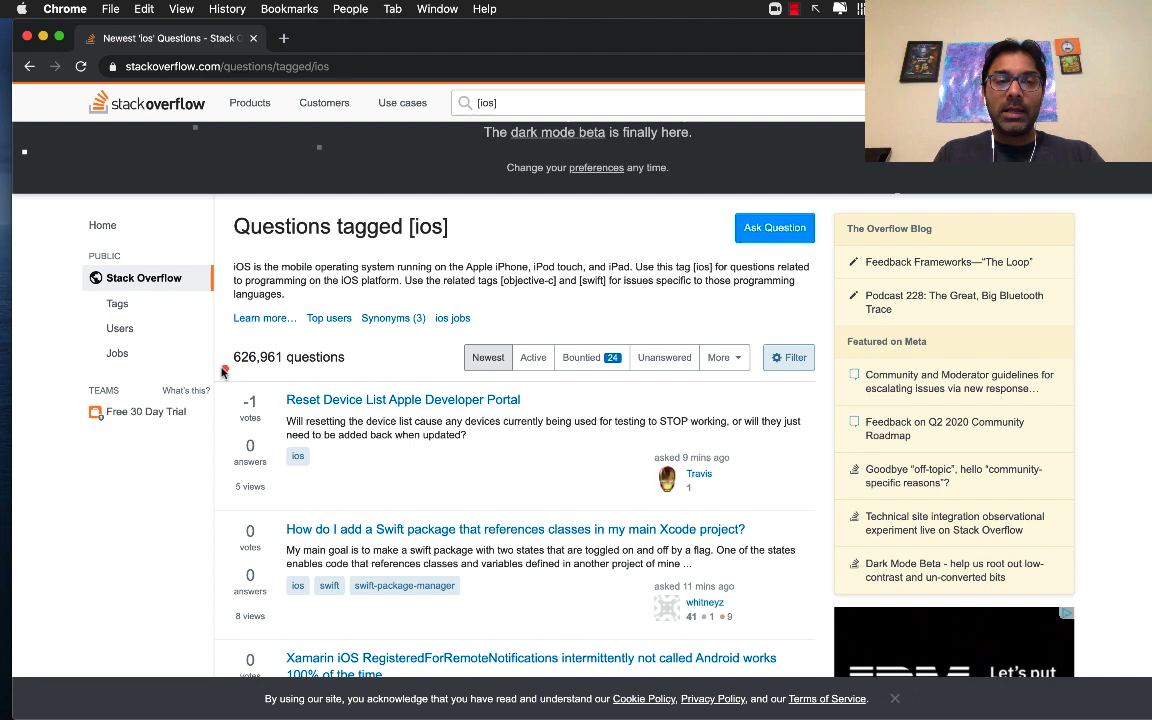 Chrome File Edit View History Bookmarks People Tab Window Help
Newest 'ios' Questions - Stack O
stackoverflow.com/questions/tagged/ios
stackoverflow Products Customers Use cases [ios]
The dark mode beta is finally here.
Change your preferences any time.
Home
PUBLIC
Stack Overflow
Tags
Users
Jobs
TEAMS What's this?
Free 30 Day Trial
Questions tagged [ios]
Ask Question
iOS is the mobile operating system running on the Apple iPhone, iPod touch, and iPad. Use this tag [ios] for questions related
to programming on the iOS platform. Use the related tags [objective-c] and [swift] for issues specific to those programming
languages.
Learn more… Top users Synonyms (3) ios jobs
626,961 questions
Newest Active Bountied 24 Unanswered More Filter
-1
votes
0
answers
5 views
Reset Device List Apple Developer Portal
Will resetting the device list cause any devices currently being used for testing to STOP working, or will they just
need to be added back when updated?
ios
asked 9 mins ago
Travis
1
0
votes
0
answers
8 views
How do I add a Swift package that references classes in my main Xcode project?
My main goal is to make a swift package with two states that are toggled on and off by a flag. One of the states
enables code that references classes and variables defined in another project of mine ...
ios swift swift-package-manager
asked 11 mins ago
whitneyz
41 1 9
0
votes
Xamarin iOS RegisteredForRemoteNotifications intermittently not called Android works
100% of the time
The Overflow Blog
Feedback Frameworks—"The Loop"
Podcast 228: The Great, Big Bluetooth
Trace
Featured on Meta
Community and Moderator guidelines for
escalating issues via new response…
Feedback on Q2 2020 Community
Roadmap
Goodbye "off-topic", hello "community-
specific reasons"?
Technical site integration observational
experiment live on Stack Overflow
Dark Mode Beta - help us root out low-
contrast and un-converted bits
Let's put
By using our site, you acknowledge that you have read and understand our Cookie Policy, Privacy Policy, and our Terms of Service.